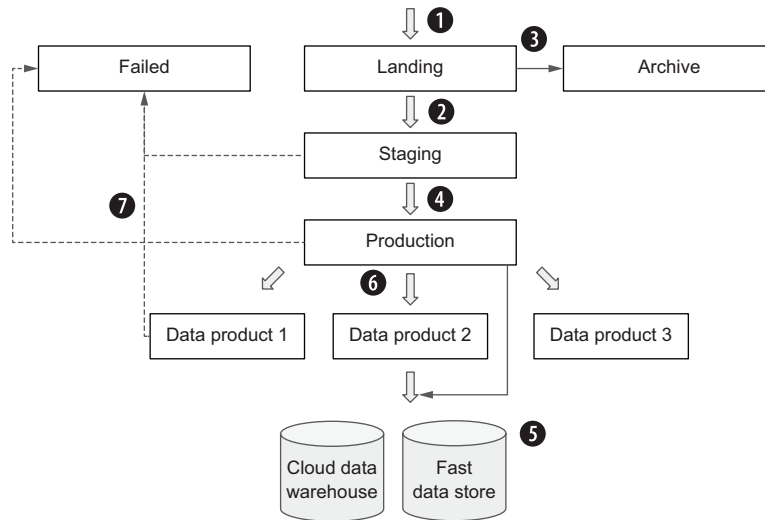 1
3
Failed
Landing
Archive
2
Staging
7
4
Production
6
Data product 1
Data product 2
Data product 3
5
Cloud data
warehouse
Fast
data store